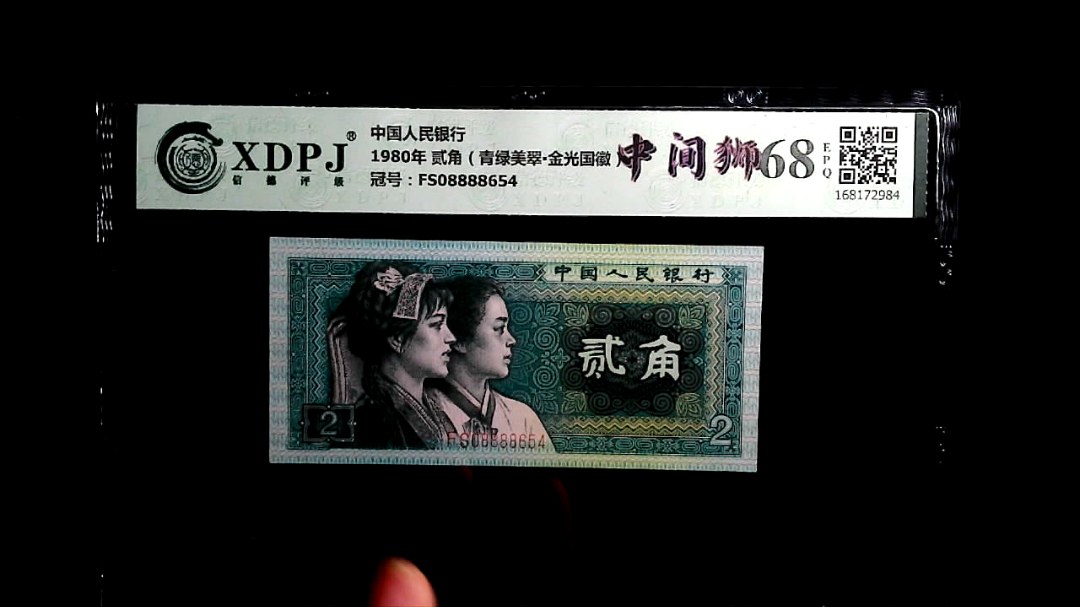 XDPJ®
信德评级
中国人民银行
1980年 贰角（青绿美翠·金光国徽）
冠号：FS08888654
中间狮
68
EPQ
168172984
中国人民银行
贰角
2
FS08888654
2